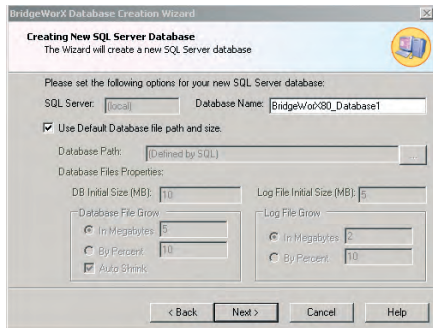 BridgeWorX Database Creation Wizard
Creating New SQL Server Database
The Wizard will create a new SQL Server database
Please set the following options for your new SQL Server database:
SQL Server: (local) Database Name: BridgeWorX80_Database1
Use Default Database file path and size.
Database Path: (Defined by SQL) ...
Database Files Properties:
DB Initial Size (MB): 10 Log File Initial Size (MB): 5
Database File Grow Log File Grow
In Megabytes 5 In Megabytes 2
By Percent 10 By Percent 10
Auto Shrink
< Back Next > Cancel Help